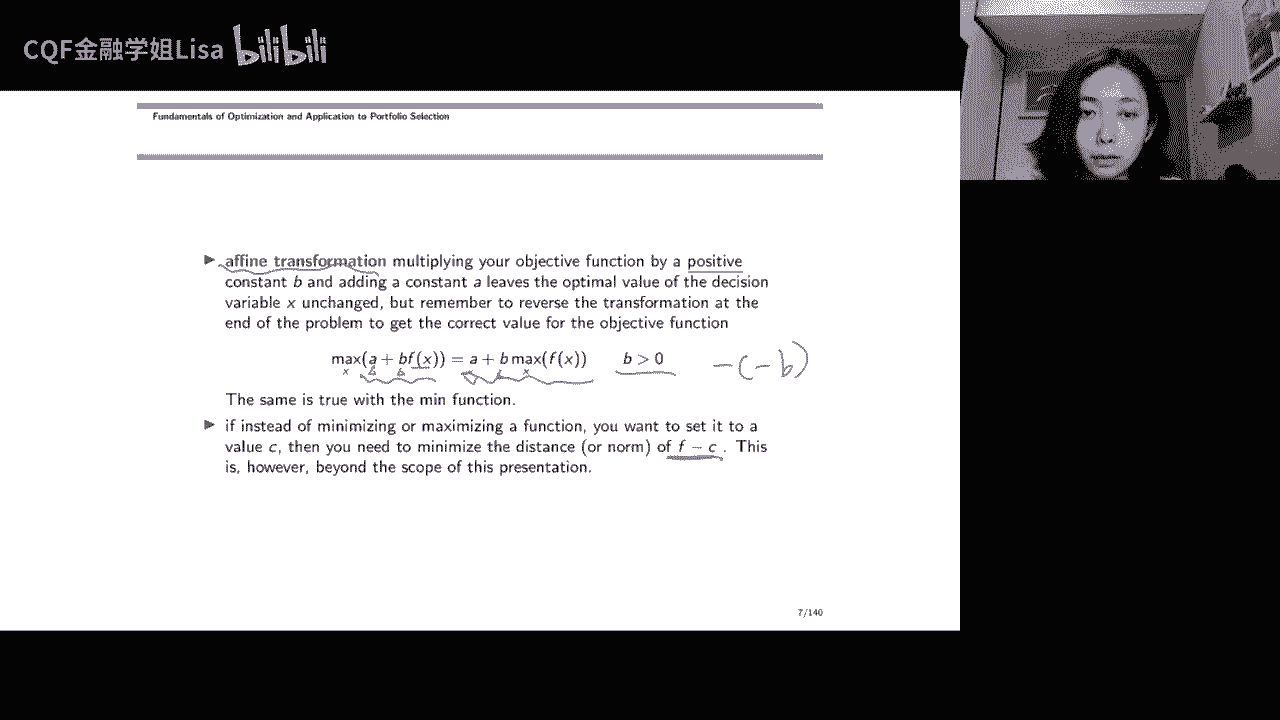 CQF金融学姐Lisa bilibili
Fundamentals of Optimization and Application to Portfolio Selection
▶ affine transformation multiplying your objective function by a positive
constant b and adding a constant a leaves the optimal value of the decision
variable x unchanged, but remember to reverse the transformation at the
end of the problem to get the correct value for the objective function
max(a + bf(x)) = a + b max(f(x)) b > 0 -(-b)
x x
The same is true with the min function.
▶ if instead of minimizing or maximizing a function, you want to set it to a
value c, then you need to minimize the distance (or norm) of f − c . This
is, however, beyond the scope of this presentation.
7/140